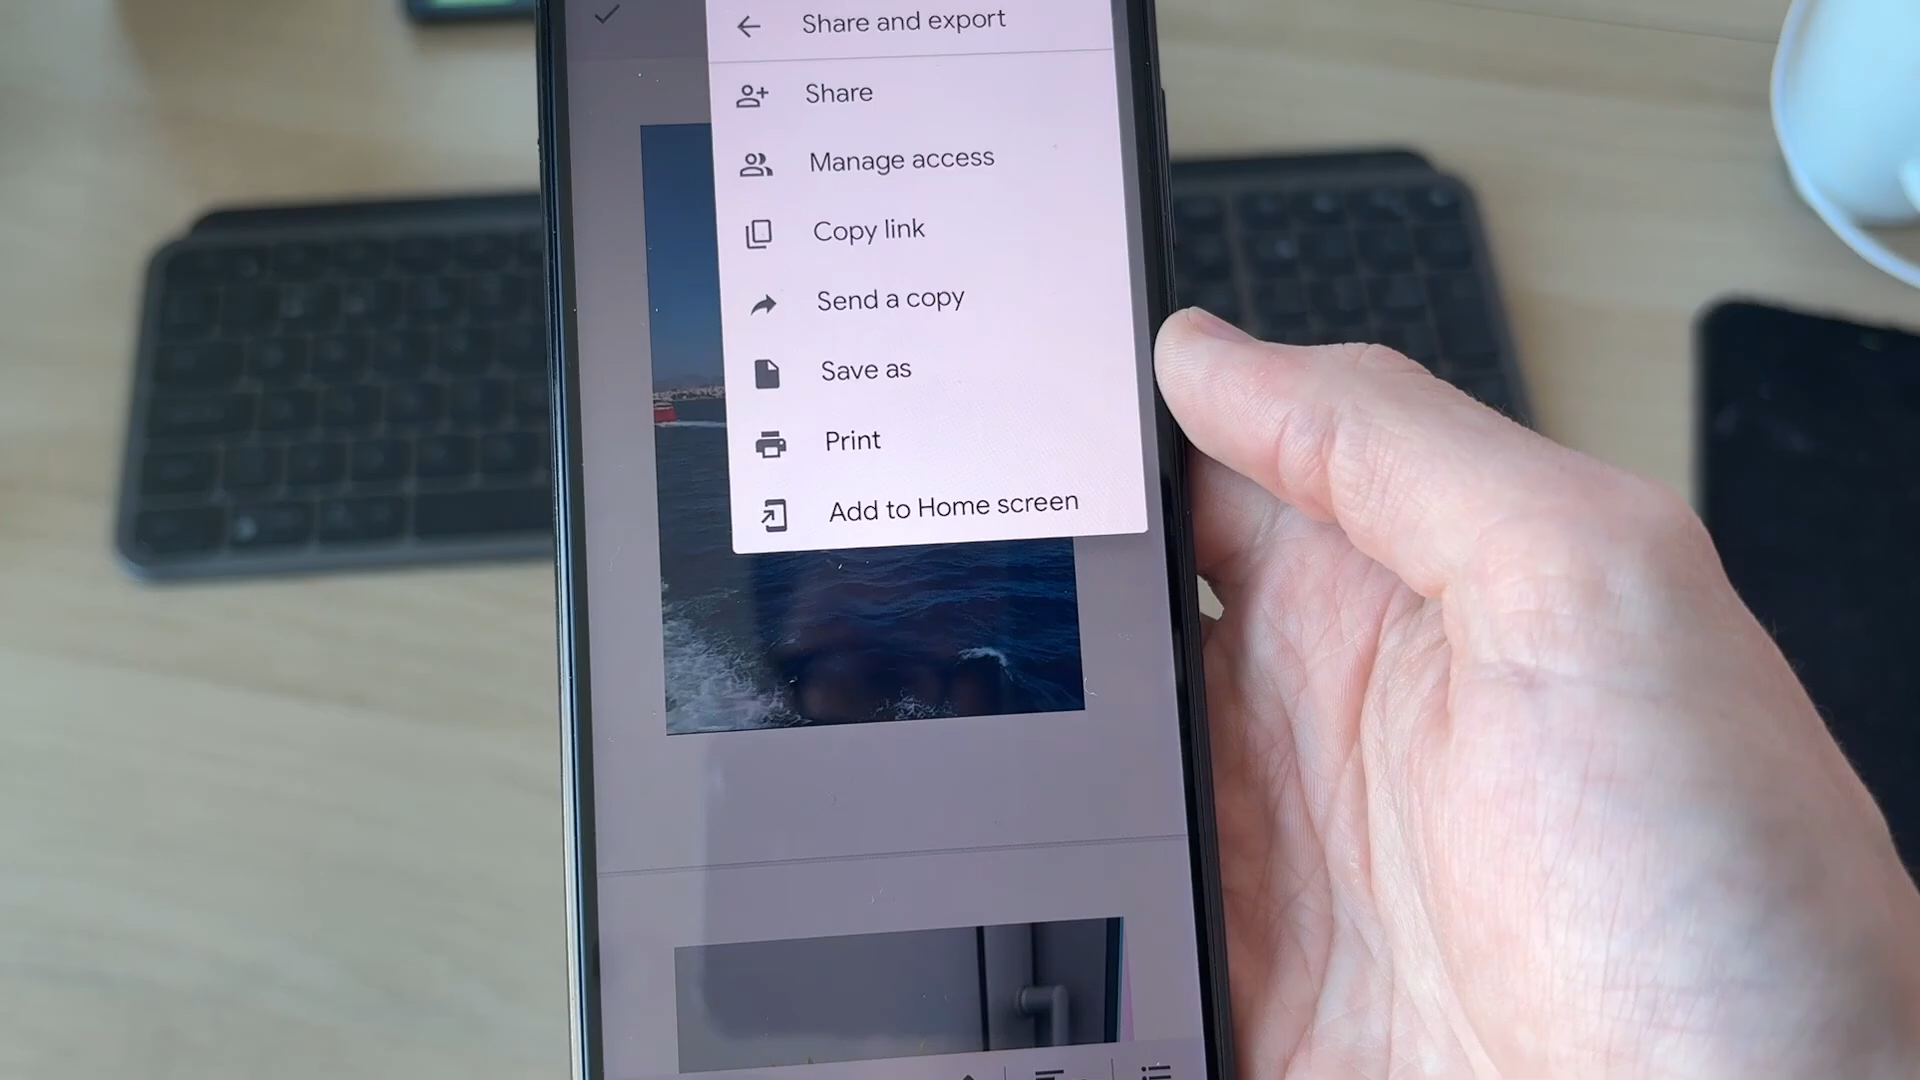 Share and export
Share
Manage access
Copy link
Send a copy
Save as
Print
Add to Home screen